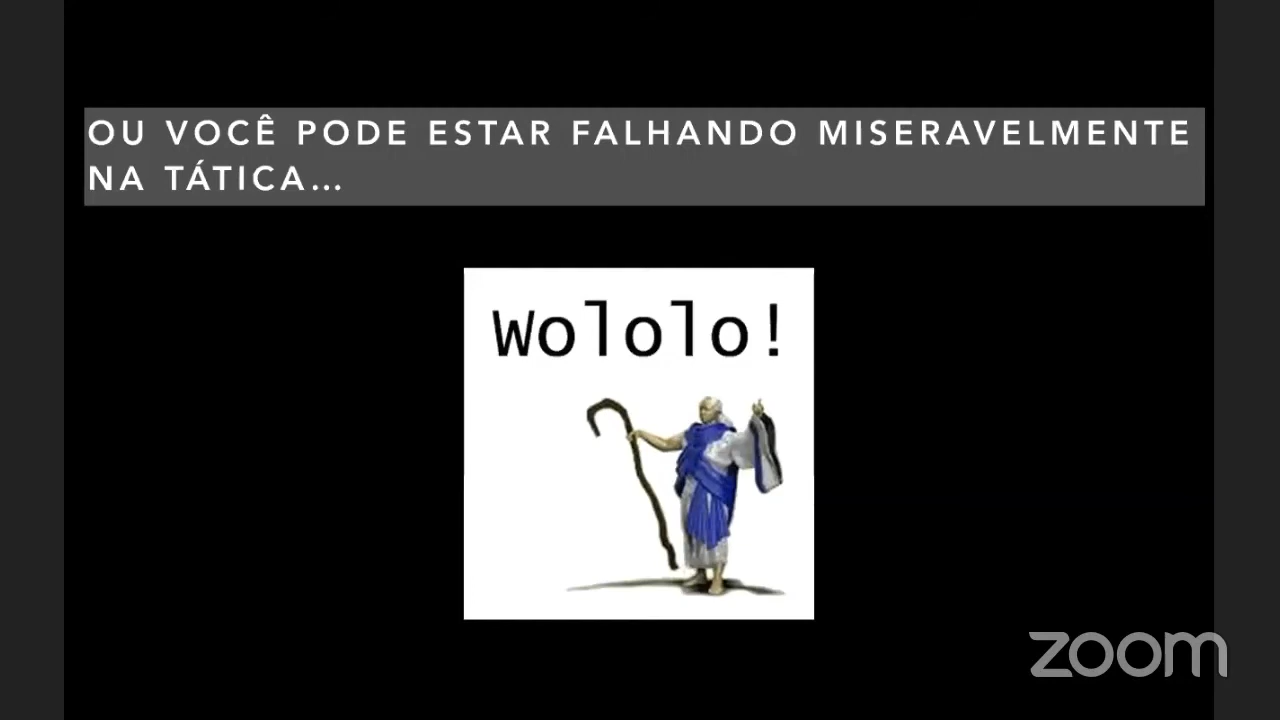 OU VOCÊ PODE ESTAR FALHANDO MISERAVELMENTE
NA TÁTICA...
Wololo!
zoom